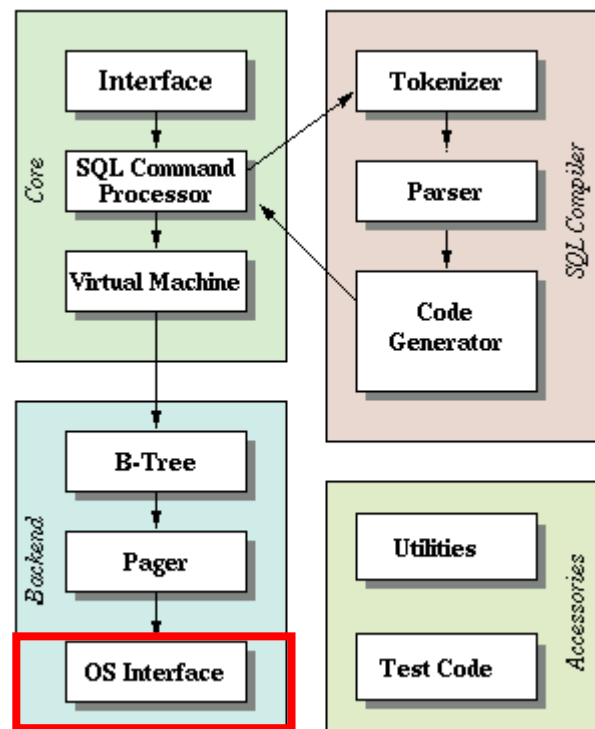 Core
Interface
SQL Command
Processor
Virtual Machine
SQL Compiler
Tokenizer
Parser
Code
Generator
Backend
B-Tree
Pager
OS Interface
Accessories
Utilities
Test Code